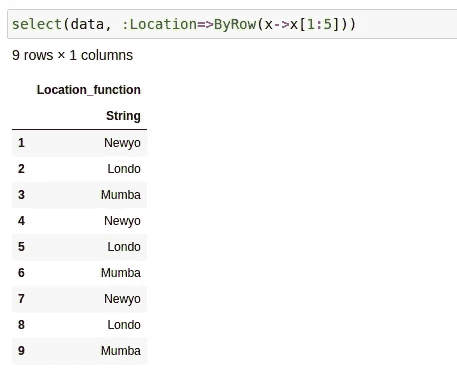 select(data, :Location=>ByRow(x->x[1:5]))
9 rows × 1 columns
Location_function
String
1 Newyo
2 Londo
3 Mumba
4 Newyo
5 Londo
6 Mumba
7 Newyo
8 Londo
9 Mumba